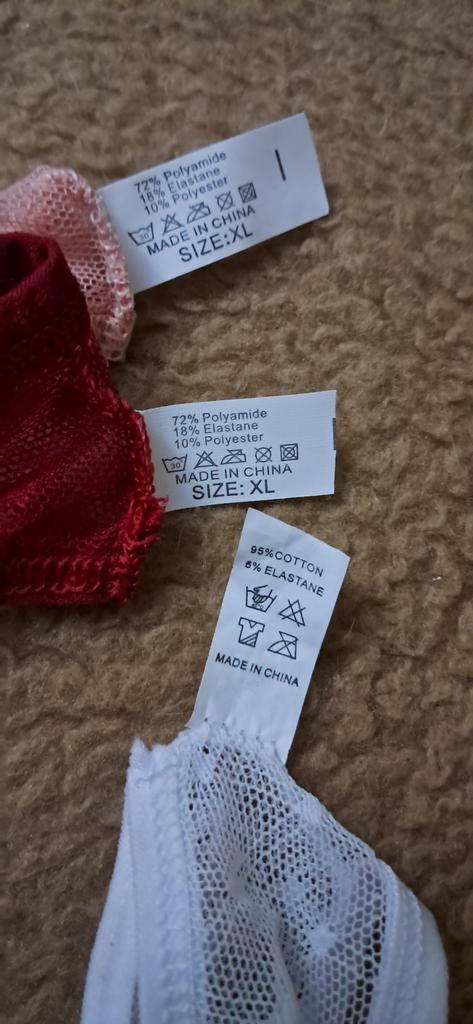 72% Polyamide
18% Elastane
10% Polyester
30
MADE IN CHINA
SIZE:XL
72% Polyamide
18% Elastane
10% Polyester
30
MADE IN CHINA
SIZE: XL
95%COTTON
5% ELASTANE
MADE IN CHINA